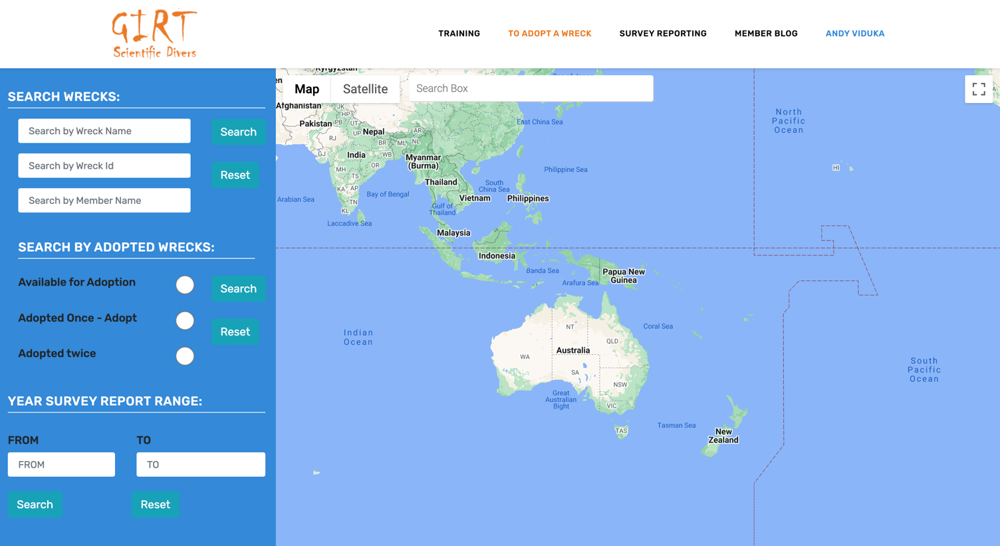 GIRT
Scientific Divers
TRAINING
TO ADOPT A WRECK
SURVEY REPORTING
MEMBER BLOG
ANDY VIDUKA
SEARCH WRECKS:
Search by Wreck Name
Search
Search by Wreck Id
Reset
Search by Member Name
SEARCH BY ADOPTED WRECKS:
Available for Adoption
Search
Adopted Once - Adopt
Reset
Adopted twice
YEAR SURVEY REPORT RANGE:
FROM
TO
FROM
TO
Search
Reset
Kyrgyzstan
Map
Satellite
Search Box
Afghanistan
JK
HP
Pakistan
PB
UT
UP
Nepal
AR
RJ
BR
ML
NL
GJ
India
WB
Myanmar
(Burma)
OR
MH
TS
Thailand
KA
AP
TN
KL
East China Sea
Philippine Sea
South
China Sea
Vietnam
Philippines
Arabian Sea
Bay of Bengal
Gulf of
Thailand
Laccadive Sea
Malaysia
Indonesia
Banda Sea
Papua New
Guinea
Arafura Sea
North
Pacific
Ocean
HI
Indian
Ocean
Coral Sea
NT
QLD
Australia
WA
SA
NSW
Great
Australian
Bight
VIC
TAS
Tasman Sea
New
Zealand
South
Pacific
Ocean